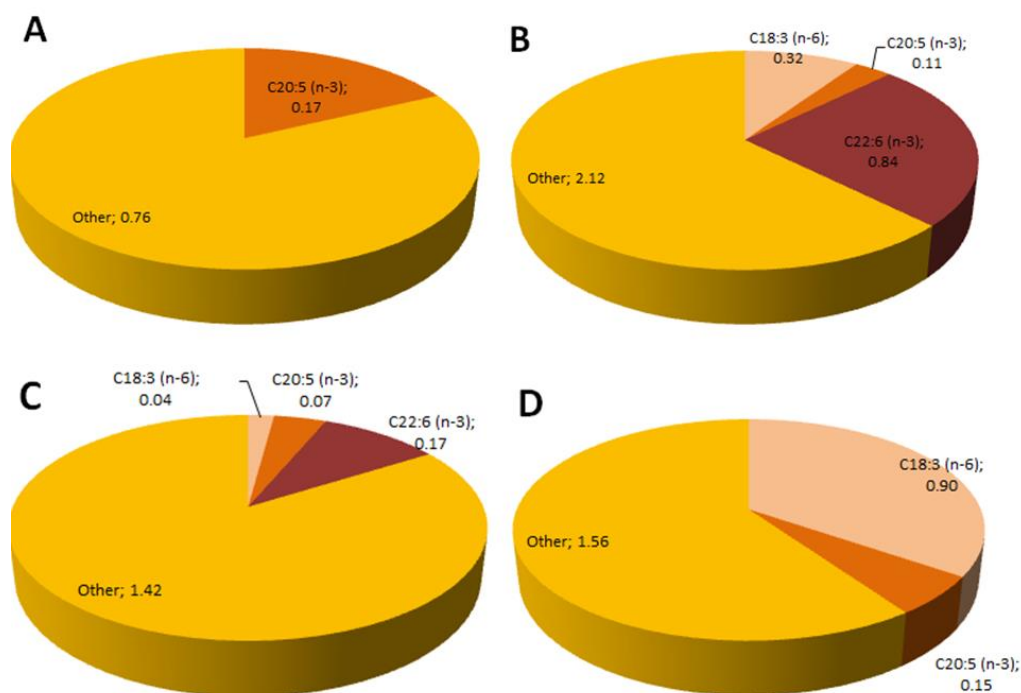 A
C20:5 (n-3);
0.17
Other; 0.76
B
C18:3 (n-6);
0.32
C20:5 (n-3);
0.11
C22:6 (n-3);
0.84
Other; 2.12
C
C18:3 (n-6);
0.04
C20:5 (n-3);
0.07
C22:6 (n-3);
0.17
Other; 1.42
D
C18:3 (n-6);
0.90
Other; 1.56
C20:5 (n-3);
0.15